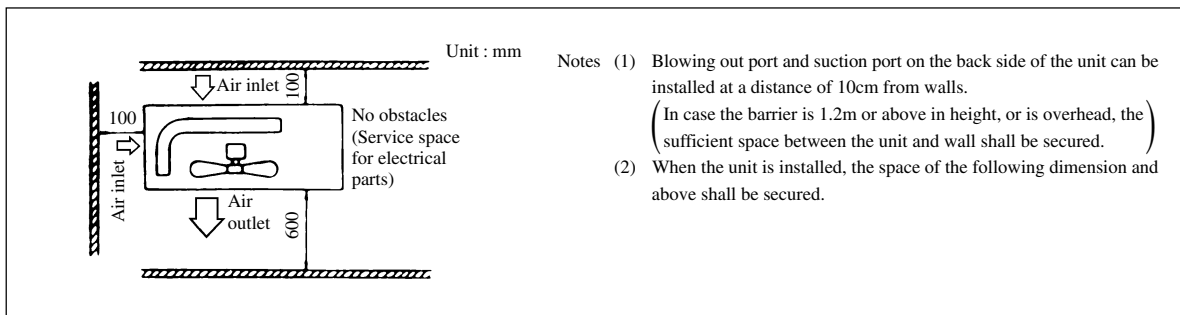 Unit : mm
Air inlet
100
100
Air inlet
No obstacles
(Service space
for electrical
parts)
Air
outlet
600
Notes (1) Blowing out port and suction port on the back side of the unit can be
installed at a distance of 10cm from walls.
(In case the barrier is 1.2m or above in height, or is overhead, the
sufficient space between the unit and wall shall be secured.)
(2) When the unit is installed, the space of the following dimension and
above shall be secured.